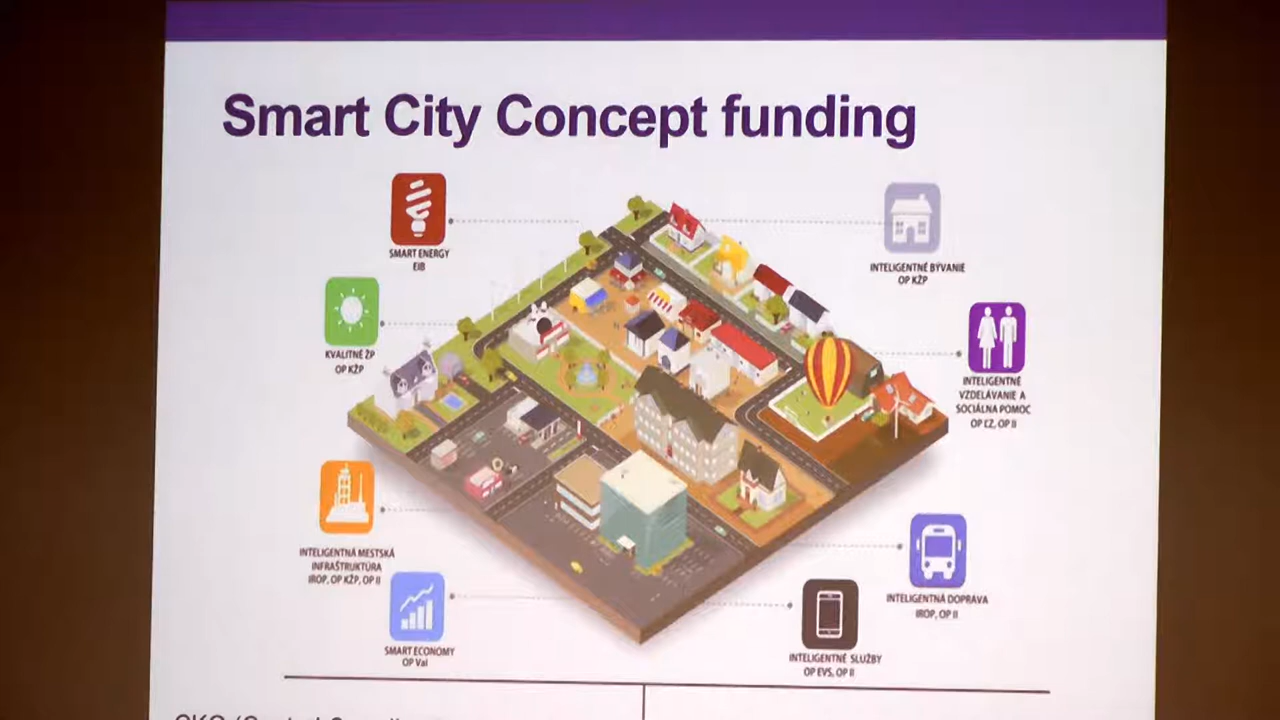 Smart City Concept funding
SMART ENERGY
EIB
INTELIGENTNÉ BÝVANIE
OP KŽP
KVALITNÉ ŽP
OP KŽP
INTELIGENTNÉ
VZDELÁVANIE A
SOCIÁLNA POMOC
OP ĽZ, OP II
INTELIGENTNÁ MESTSKÁ
INFRAŠTRUKTÚRA
IROP, OP KŽP, OP II
INTELIGENTNÁ DOPRAVA
IROP, OP II
SMART ECONOMY
OP VaI
INTELIGENTNÉ SLUŽBY
OP EVS, OP II